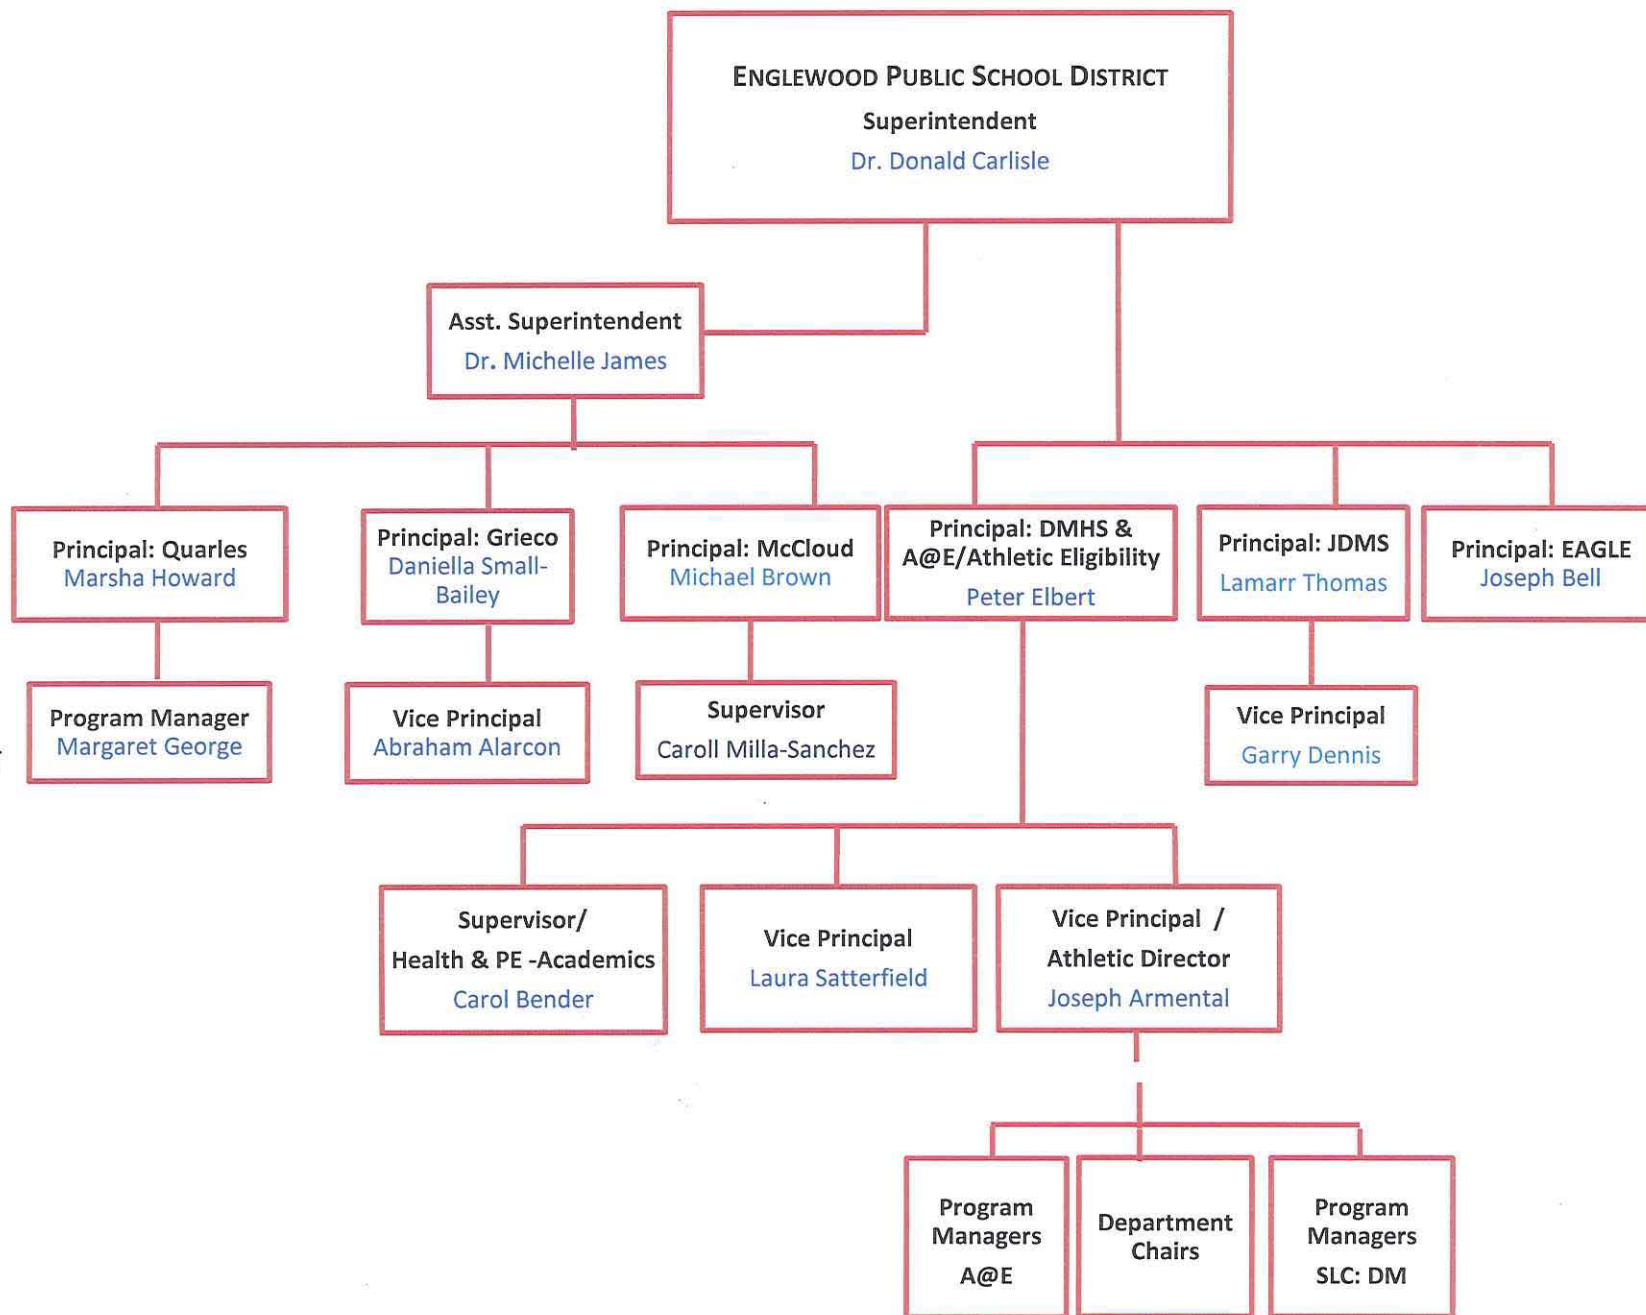 ENGLEWOOD PUBLIC SCHOOL DISTRICT
Superintendent
Dr. Donald Carlisle
Asst. Superintendent
Dr. Michelle James
Principal: Quarles
Marsha Howard
Principal: Grieco
Daniella Small-
Bailey
Principal: McCloud
Michael Brown
Principal: DMHS &
A@E/Athletic Eligibility
Peter Elbert
Principal: JDMS
Lamarr Thomas
Principal: EAGLE
Joseph Bell
Program Manager
Margaret George
Vice Principal
Abraham Alarcon
Supervisor
Caroll Milla-Sanchez
Vice Principal
Garry Dennis
Supervisor/
Health & PE -Academics
Carol Bender
Vice Principal
Laura Satterfield
Vice Principal /
Athletic Director
Joseph Armental
Program
Managers
A@E
Department
Chairs
Program
Managers
SLC: DM